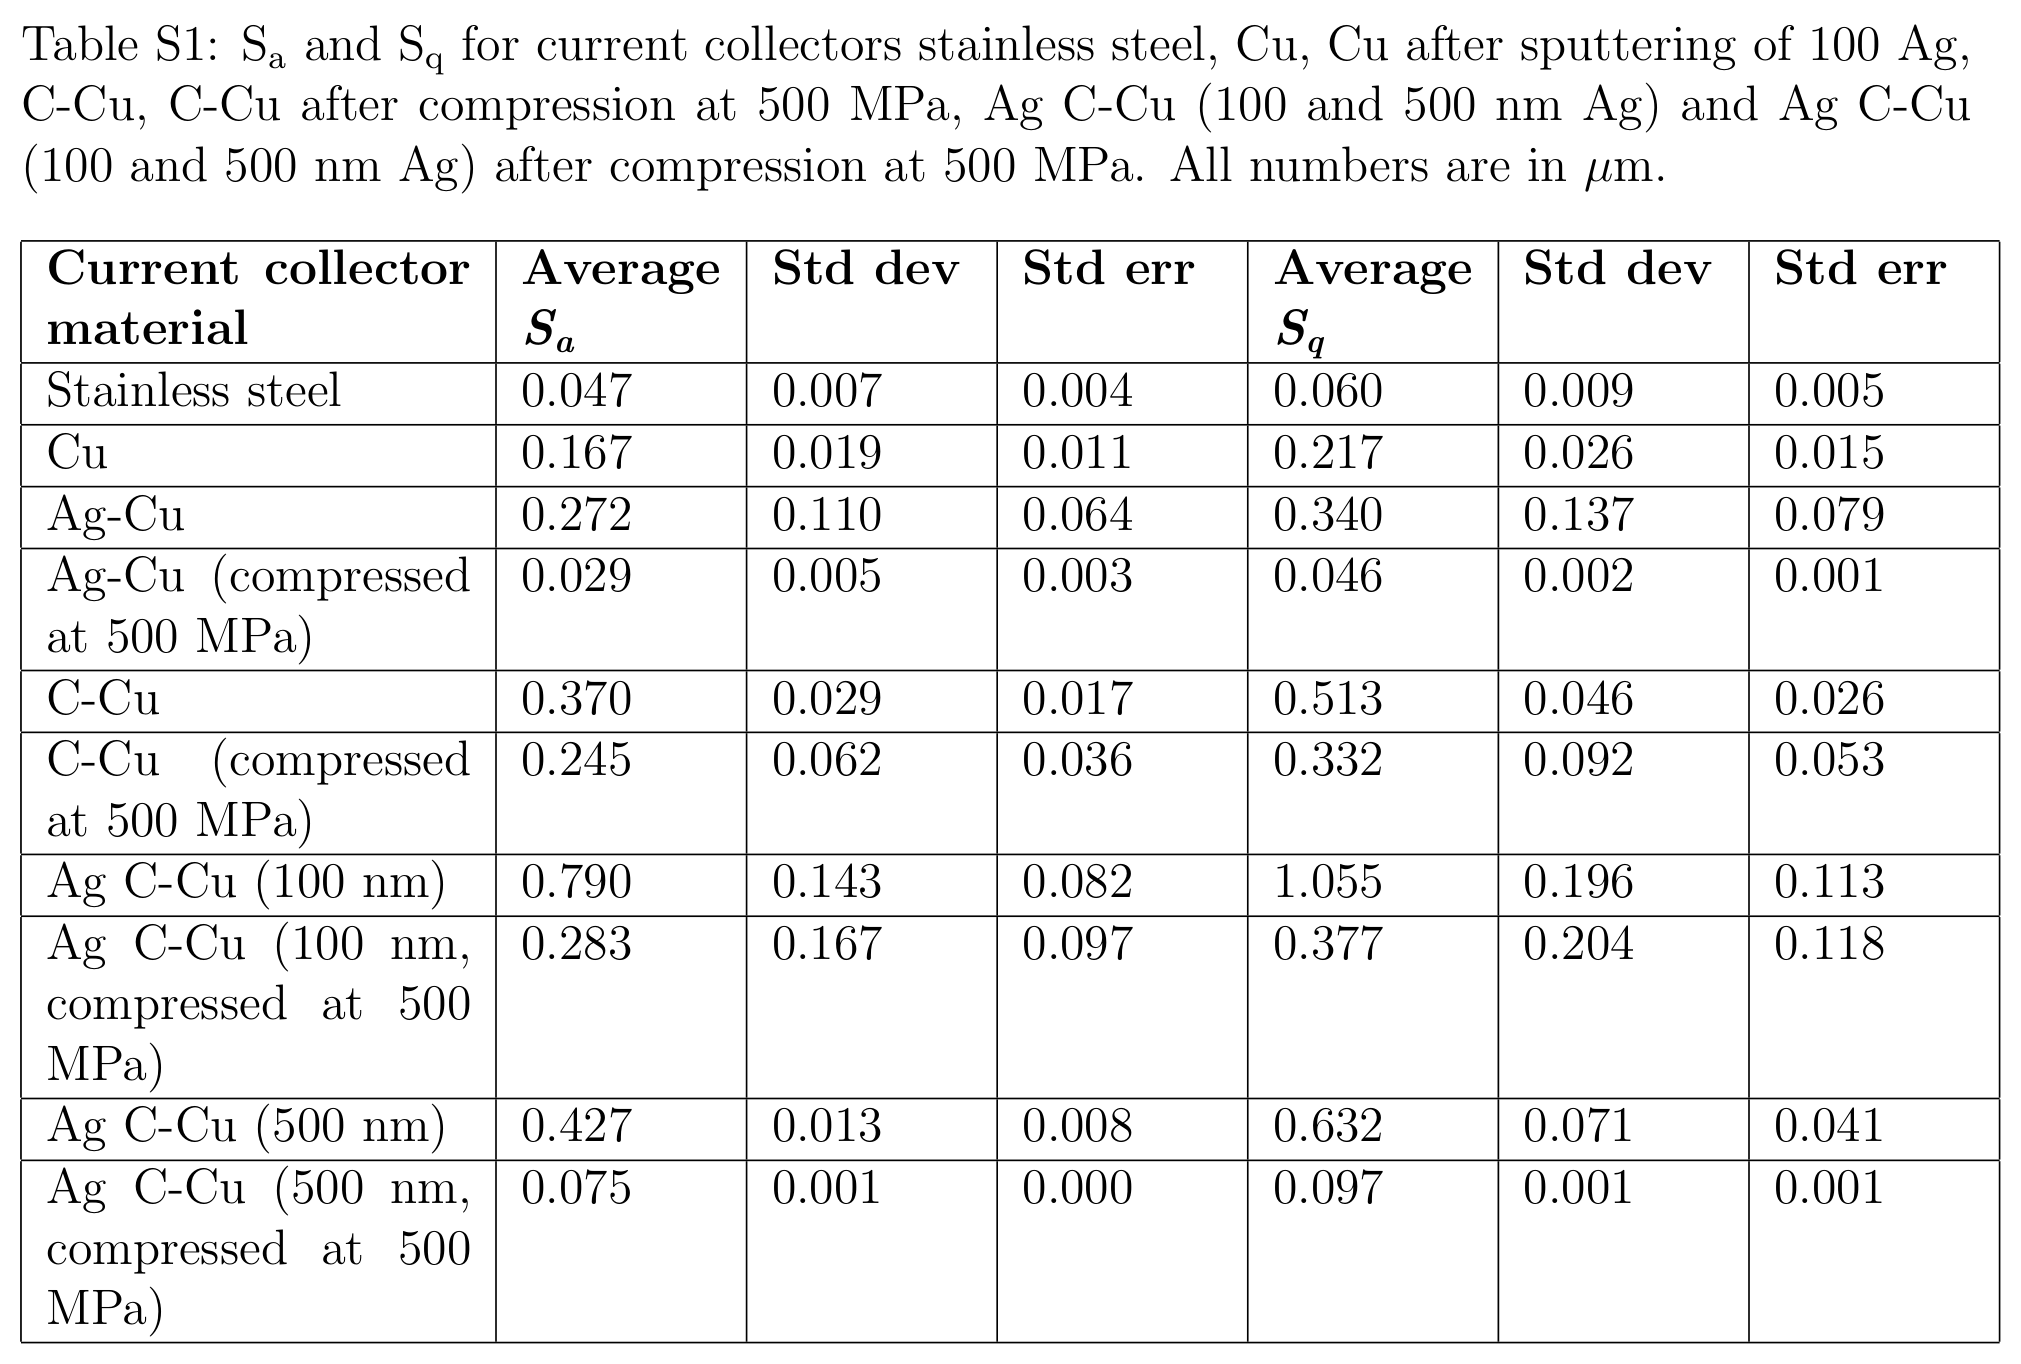 Table S1: Sa and Sq for current collectors stainless steel, Cu, Cu after sputtering of 100 Ag,
C-Cu, C-Cu after compression at 500 MPa, Ag C-Cu (100 and 500 nm Ag) and Ag C-Cu
(100 and 500 nm Ag) after compression at 500 MPa. All numbers are in μm.
Current collector material | Average Sa | Std dev | Std err | Average Sq | Std dev | Std err
Stainless steel | 0.047 | 0.007 | 0.004 | 0.060 | 0.009 | 0.005
Cu | 0.167 | 0.019 | 0.011 | 0.217 | 0.026 | 0.015
Ag-Cu | 0.272 | 0.110 | 0.064 | 0.340 | 0.137 | 0.079
Ag-Cu (compressed at 500 MPa) | 0.029 | 0.005 | 0.003 | 0.046 | 0.002 | 0.001
C-Cu | 0.370 | 0.029 | 0.017 | 0.513 | 0.046 | 0.026
C-Cu (compressed at 500 MPa) | 0.245 | 0.062 | 0.036 | 0.332 | 0.092 | 0.053
Ag C-Cu (100 nm) | 0.790 | 0.143 | 0.082 | 1.055 | 0.196 | 0.113
Ag C-Cu (100 nm, compressed at 500 MPa) | 0.283 | 0.167 | 0.097 | 0.377 | 0.204 | 0.118
Ag C-Cu (500 nm) | 0.427 | 0.013 | 0.008 | 0.632 | 0.071 | 0.041
Ag C-Cu (500 nm, compressed at 500 MPa) | 0.075 | 0.001 | 0.000 | 0.097 | 0.001 | 0.001